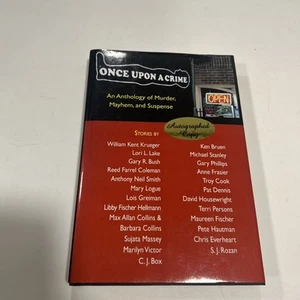 ONCE UPON A CRIME
OPEN
An Anthology of Murder,
Mayhem, and Suspense
Autographed
Copy
STORIES BY
William Kent Krueger
Lori L. Lake
Gary R. Bush
Reed Farrel Coleman
Anthony Neil Smith
Mary Logue
Lois Greiman
Libby Fischer Hellmann
Max Allan Collins &
Barbara Collins
Sujata Massey
Marilyn Victor
C. J. Box
Ken Bruen
Michael Stanley
Gary Phillips
Anne Frasier
Troy Cook
Pat Dennis
David Housewright
Terri Persons
Maureen Fischer
Pete Hautman
Chris Everheart
S. J. Rozan